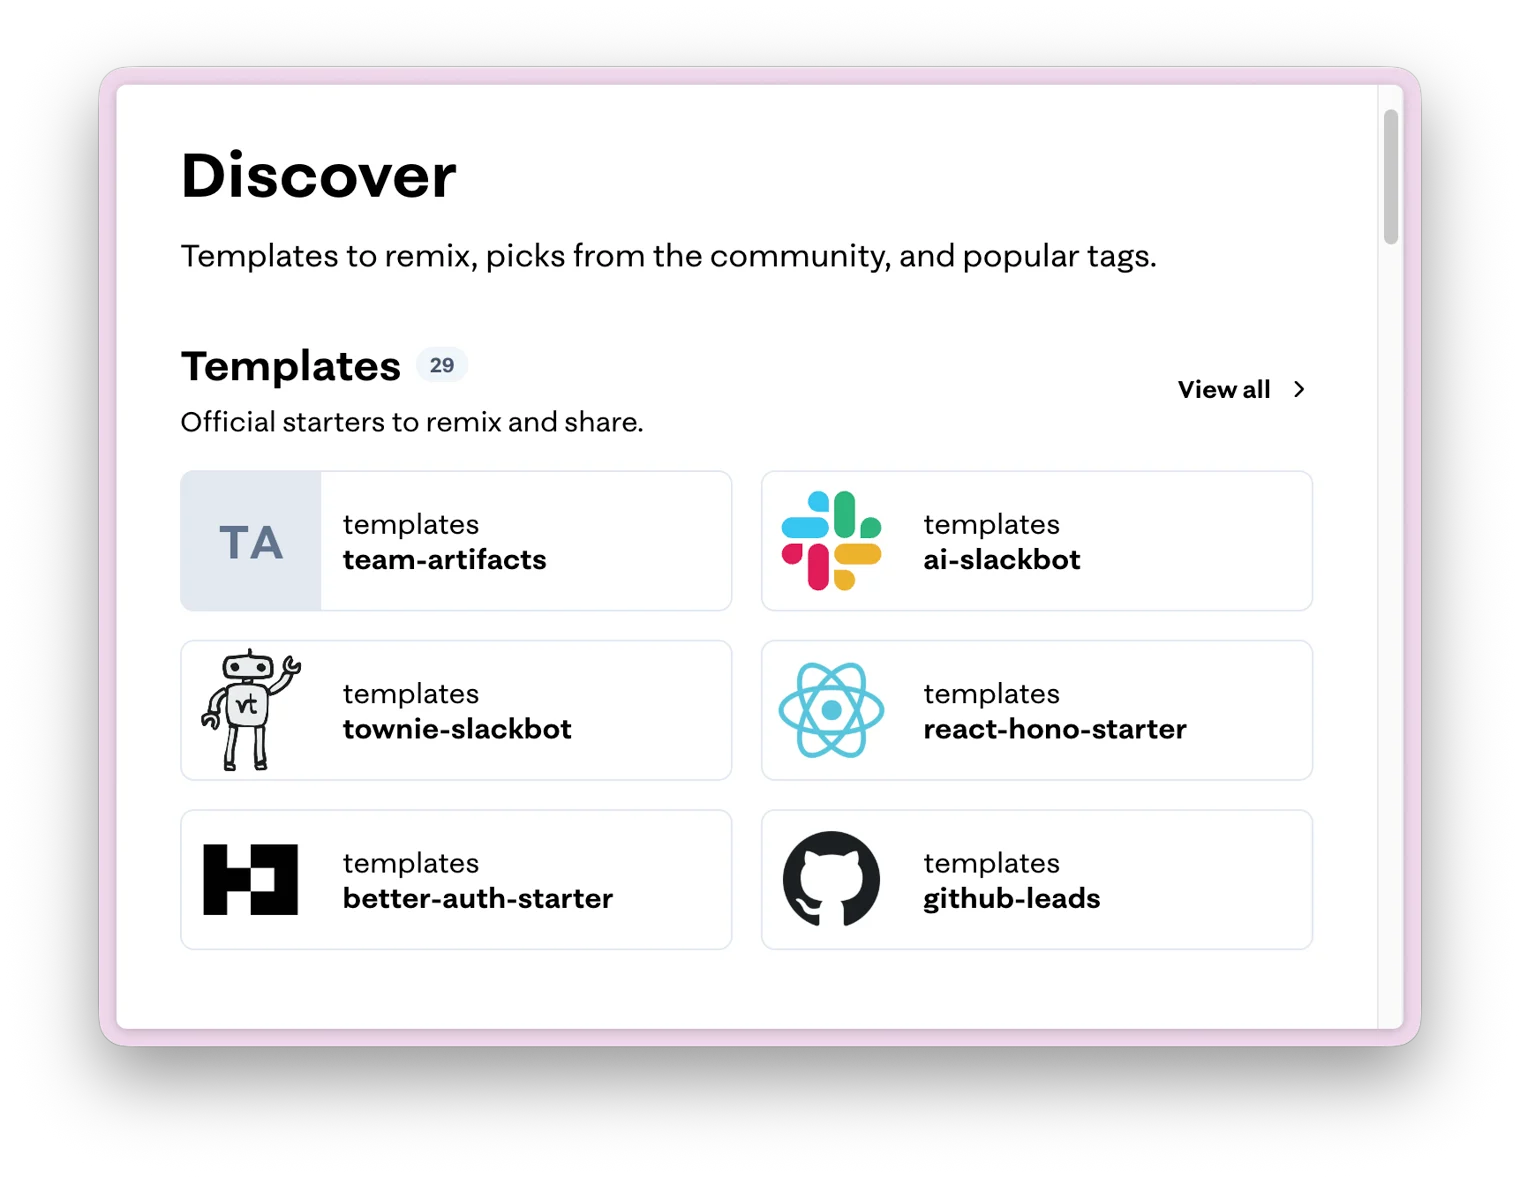 Discover
Templates to remix, picks from the community, and popular tags.
Templates 29
View all
Official starters to remix and share.
TA
templates
team-artifacts
templates
ai-slackbot
vt
templates
townie-slackbot
templates
react-hono-starter
templates
better-auth-starter
templates
github-leads